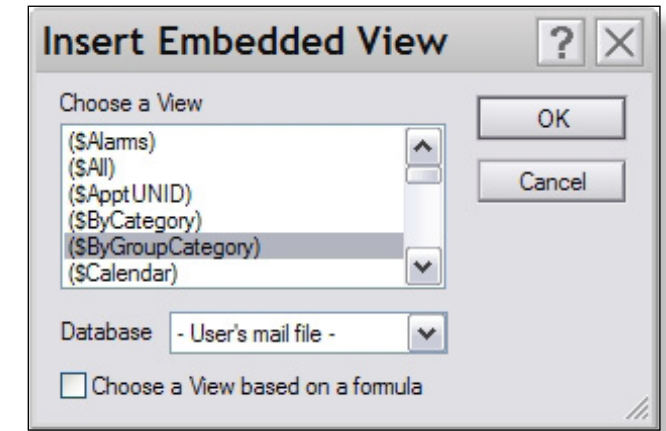 Insert Embedded View
?
Choose a View
($Alarms)
($All)
($ApptUNID)
($ByCategory)
($ByGroupCategory)
($Calendar)
OK
Cancel
Database - User's mail file -
Choose a View based on a formula